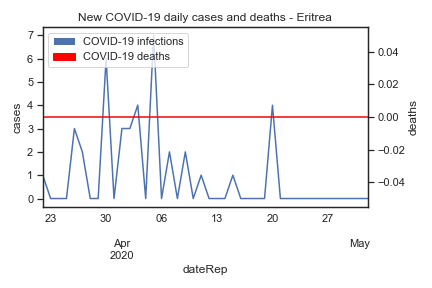 New COVID-19 daily cases and deaths - Eritrea
COVID-19 infections
COVID-19 deaths
cases
7
6
5
4
3
2
1
0
deaths
0.04
0.02
0.00
−0.02
−0.04
23
30
06
13
20
27
Apr
2020
May
dateRep